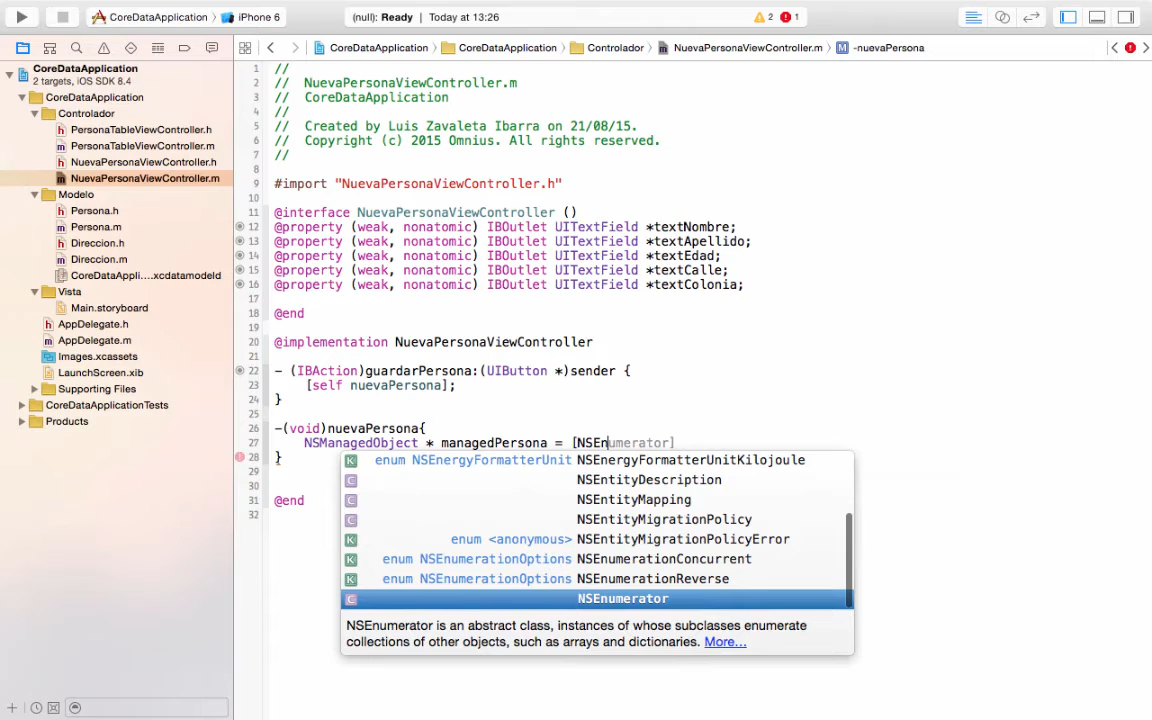 CoreDataApplication
iPhone 6
(null): Ready
Today at 13:26
2
1
CoreDataApplication
CoreDataApplication
Controlador
NuevaPersonaViewController.m
M
-nuevaPersona
CoreDataApplication
2 targets, iOS SDK 8.4
CoreDataApplication
Controlador
h PersonaTableViewController.h
m PersonaTableViewController.m
h NuevaPersonaViewController.h
m NuevaPersonaViewController.m
Modelo
h Persona.h
m Persona.m
h Direccion.h
m Direccion.m
CoreDataAppli....xcdatamodeld
Vista
Main.storyboard
h AppDelegate.h
m AppDelegate.m
Images.xcassets
LaunchScreen.xib
Supporting Files
CoreDataApplicationTests
Products
1 //
2 // NuevaPersonaViewController.m
3 // CoreDataApplication
4 //
5 // Created by Luis Zavaleta Ibarra on 21/08/15.
6 // Copyright (c) 2015 Omnius. All rights reserved.
7 //
8
9 #import "NuevaPersonaViewController.h"
10
11 @interface NuevaPersonaViewController ()
12 @property (weak, nonatomic) IBOutlet UITextField *textNombre;
13 @property (weak, nonatomic) IBOutlet UITextField *textApellido;
14 @property (weak, nonatomic) IBOutlet UITextField *textEdad;
15 @property (weak, nonatomic) IBOutlet UITextField *textCalle;
16 @property (weak, nonatomic) IBOutlet UITextField *textColonia;
17
18 @end
19
20 @implementation NuevaPersonaViewController
21
22 - (IBAction)guardarPersona:(UIButton *)sender {
23 [self nuevaPersona];
24 }
25
26 -(void)nuevaPersona{
27 NSManagedObject * managedPersona = [NSEnumerator]
28 }
29
30
31 @end
32
K enum NSEnergyFormatterUnit NSEnergyFormatterUnitKilojoule
C NSEntityDescription
C NSEntityMapping
C NSEntityMigrationPolicy
K enum <anonymous> NSEntityMigrationPolicyError
K enum NSEnumerationOptions NSEnumerationConcurrent
K enum NSEnumerationOptions NSEnumerationReverse
C NSEnumerator
NSEnumerator is an abstract class, instances of whose subclasses enumerate
collections of other objects, such as arrays and dictionaries. More...